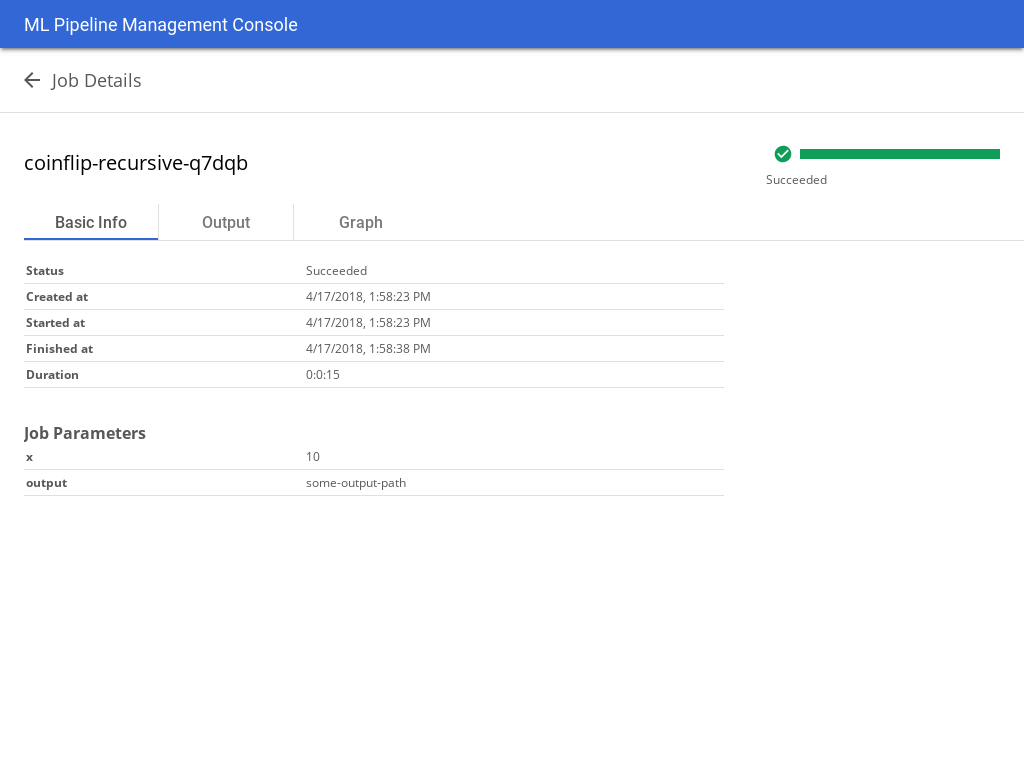 ML Pipeline Management Console
Job Details
coinflip-recursive-q7dqb
Succeeded
Basic Info Output Graph
Status Succeeded
Created at 4/17/2018, 1:58:23 PM
Started at 4/17/2018, 1:58:23 PM
Finished at 4/17/2018, 1:58:38 PM
Duration 0:0:15
Job Parameters
x 10
output some-output-path